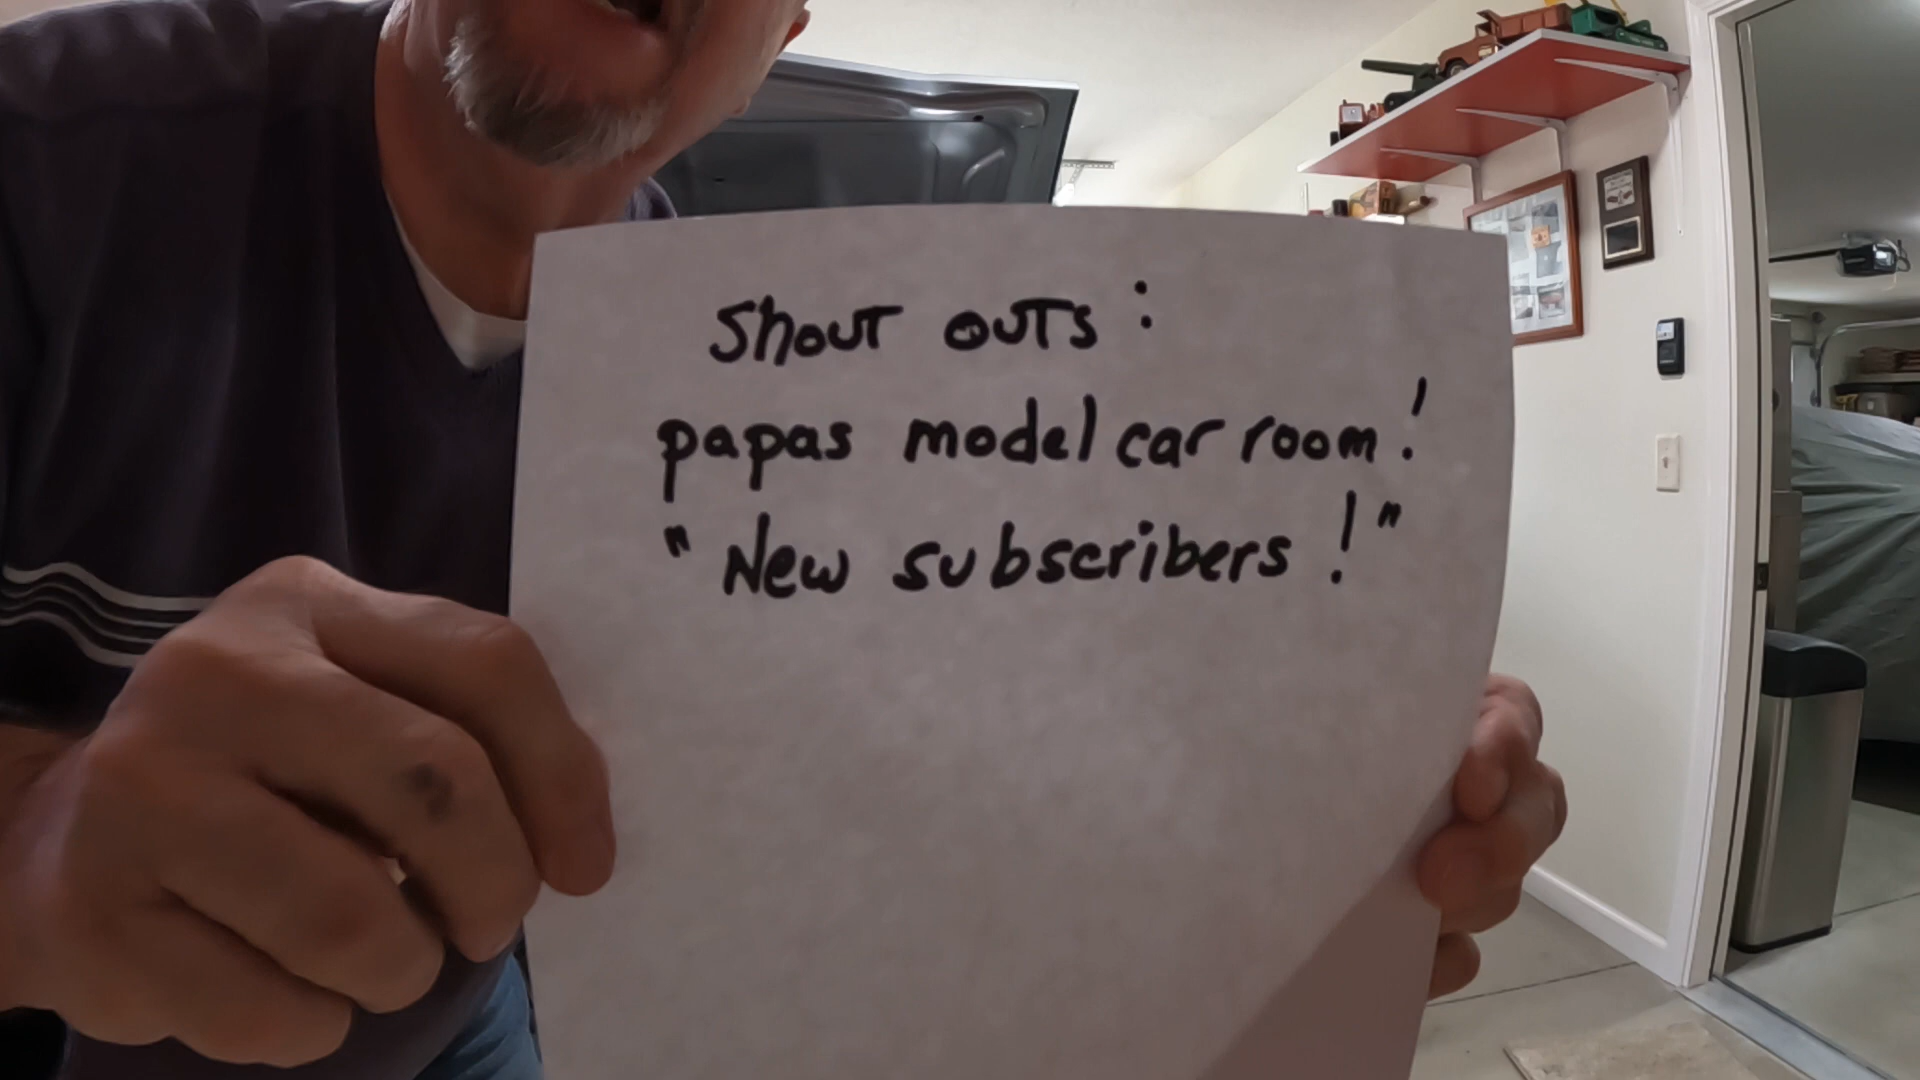 Shout outs :
papas model car room !
" New subscribers ! "